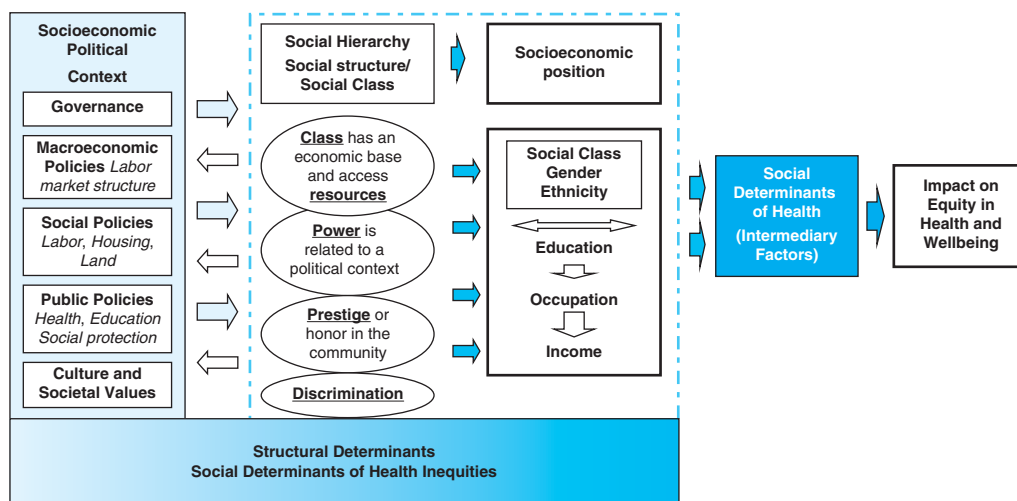 Socioeconomic
Political
Context
Governance
Macroeconomic
Policies Labor
market structure
Social Policies
Labor, Housing,
Land
Public Policies
Health, Education
Social protection
Culture and
Societal Values
Social Hierarchy
Social structure/
Social Class
Class has an
economic base
and access
resources
Power is
related to a
political context
Prestige or
honor in the
community
Discrimination
Socioeconomic
position
Social Class
Gender
Ethnicity
Education
Occupation
Income
Social
Determinants
of Health
(Intermediary
Factors)
Impact on
Equity in
Health and
Wellbeing
Structural Determinants
Social Determinants of Health Inequities